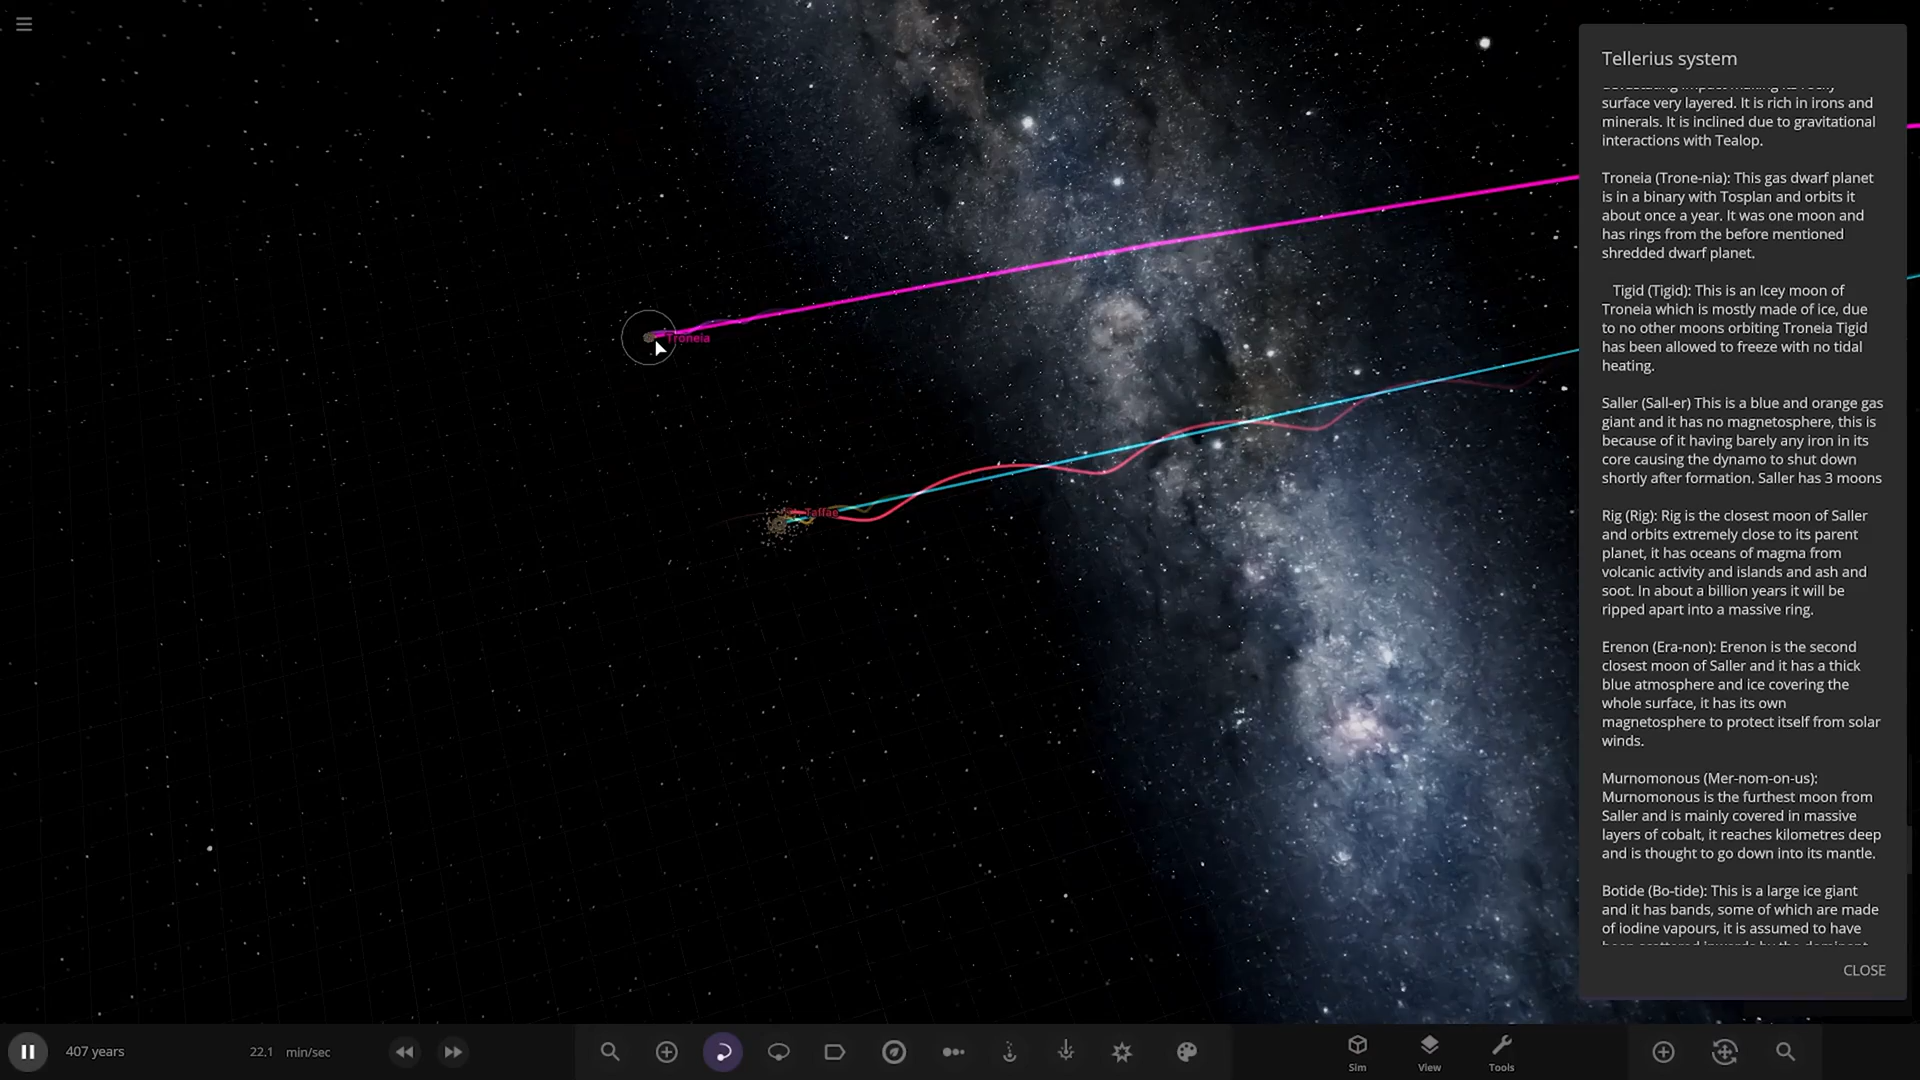 Tellerius system
surface very layered. It is rich in irons and
minerals. It is inclined due to gravitational
interactions with Tealop.
Troneia (Trone-nia): This gas dwarf planet
is in a binary with Tosplan and orbits it
about once a year. It was one moon and
has rings from the before mentioned
shredded dwarf planet.
Tigid (Tigid): This is an Icey moon of
Troneia which is mostly made of ice, due
to no other moons orbiting Troneia Tigid
has been allowed to freeze with no tidal
heating.
Saller (Sall-er) This is a blue and orange gas
giant and it has no magnetosphere, this is
because of it having barely any iron in its
core causing the dynamo to shut down
shortly after formation. Saller has 3 moons
Rig (Rig): Rig is the closest moon of Saller
and orbits extremely close to its parent
planet, it has oceans of magma from
volcanic activity and islands and ash and
soot. In about a billion years it will be
ripped apart into a massive ring.
Erenon (Era-non): Erenon is the second
closest moon of Saller and it has a thick
blue atmosphere and ice covering the
whole surface, it has its own
magnetosphere to protect itself from solar
winds.
Murnomonous (Mer-nom-on-us):
Murnomonous is the furthest moon from
Saller and is mainly covered in massive
layers of cobalt, it reaches kilometres deep
and is thought to go down into its mantle.
Botide (Bo-tide): This is a large ice giant
and it has bands, some of which are made
of iodine vapours, it is assumed to have
CLOSE
Troneia
Taffae
407 years
22.1 min/sec
Sim
View
Tools